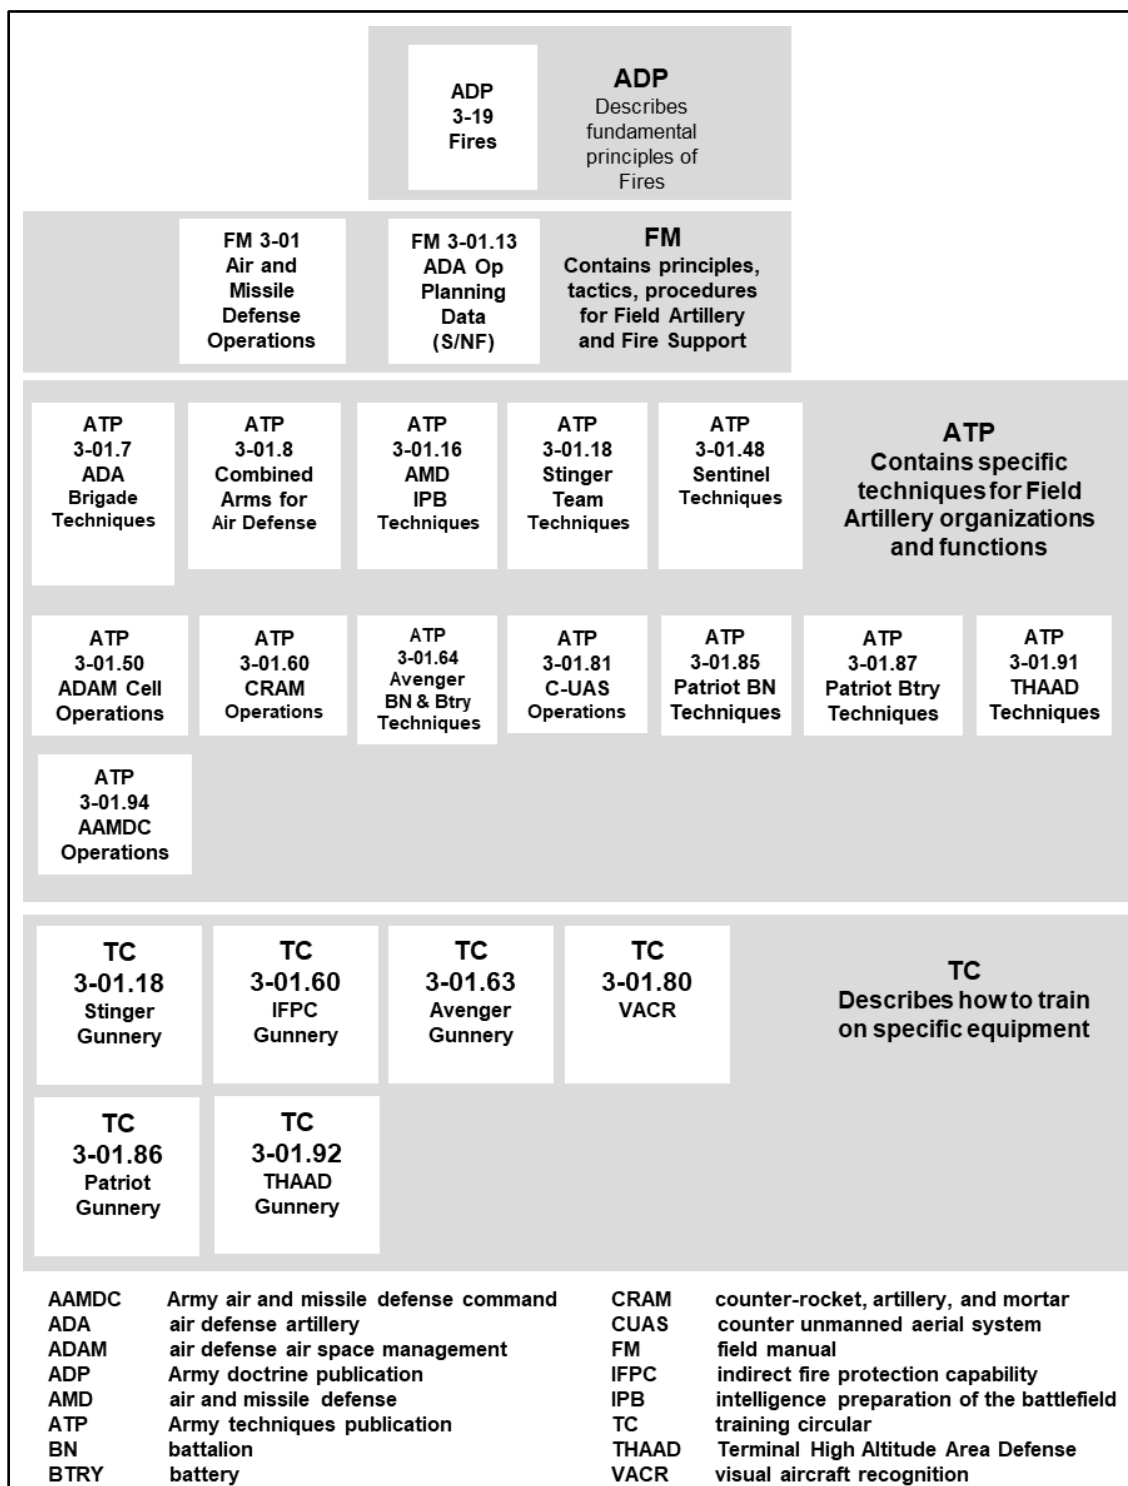 ADP
3-19
Fires
ADP
Describes
fundamental
principles of
Fires
FM 3-01
Air and
Missile
Defense
Operations
FM 3-01.13
ADA Op
Planning
Data
(S/NF)
FM
Contains principles,
tactics, procedures
for Field Artillery
and Fire Support
ATP
3-01.7
ADA
Brigade
Techniques
ATP
3-01.8
Combined
Arms for
Air Defense
ATP
3-01.16
AMD
IPB
Techniques
ATP
3-01.18
Stinger
Team
Techniques
ATP
3-01.48
Sentinel
Techniques
ATP
Contains specific
techniques for Field
Artillery organizations
and functions
ATP
3-01.50
ADAM Cell
Operations
ATP
3-01.60
CRAM
Operations
ATP
3-01.64
Avenger
BN & Btry
Techniques
ATP
3-01.81
C-UAS
Operations
ATP
3-01.85
Patriot BN
Techniques
ATP
3-01.87
Patriot Btry
Techniques
ATP
3-01.91
THAAD
Techniques
ATP
3-01.94
AAMDC
Operations
TC
3-01.18
Stinger
Gunnery
TC
3-01.60
IFPC
Gunnery
TC
3-01.63
Avenger
Gunnery
TC
3-01.80
VACR
TC
Describes how to train
on specific equipment
TC
3-01.86
Patriot
Gunnery
TC
3-01.92
THAAD
Gunnery
AAMDC Army air and missile defense command
ADA air defense artillery
ADAM air defense air space management
ADP Army doctrine publication
AMD air and missile defense
ATP Army techniques publication
BN battalion
BTRY battery
CRAM counter-rocket, artillery, and mortar
CUAS counter unmanned aerial system
FM field manual
IFPC indirect fire protection capability
IPB intelligence preparation of the battlefield
TC training circular
THAAD Terminal High Altitude Area Defense
VACR visual aircraft recognition